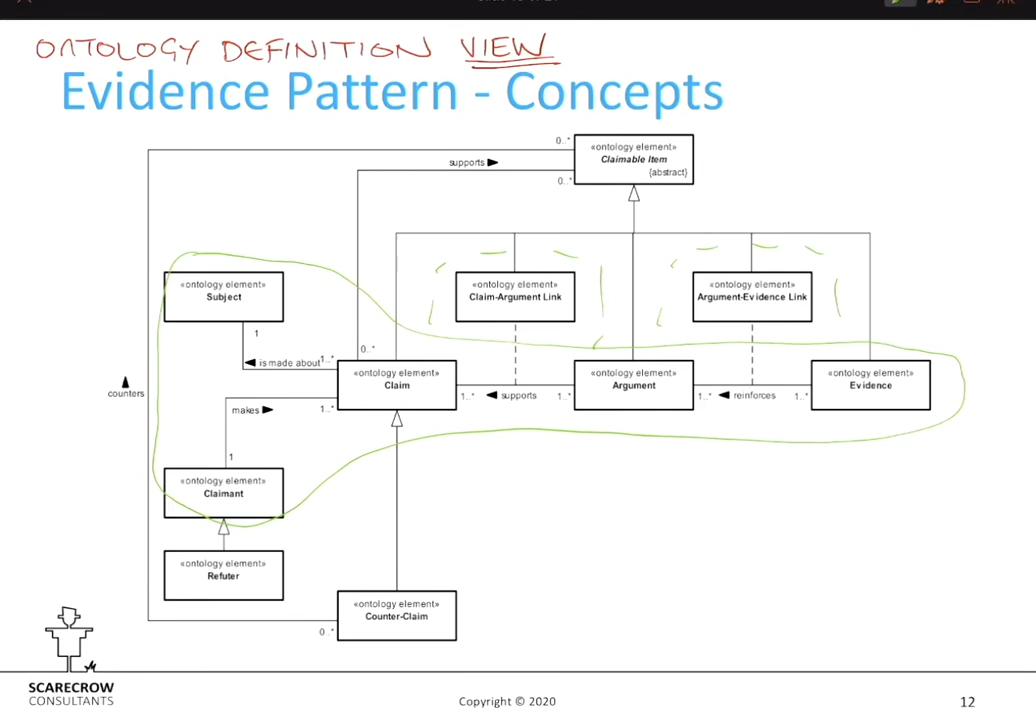 ONTOLOGY DEFINITION VIEW
Evidence Pattern - Concepts
0..*
«ontology element»
Claimable Item
{abstract}
supports ►
0..*
«ontology element»
Subject
«ontology element»
Claim-Argument Link
«ontology element»
Argument-Evidence Link
1
0..*
◄ is made about
1..*
«ontology element»
Claim
«ontology element»
Argument
«ontology element»
Evidence
▲
counters
1..*
◄ supports
1..*
1..*
◄ reinforces
1..*
makes ►
1..*
1
«ontology element»
Claimant
«ontology element»
Refuter
«ontology element»
Counter-Claim
0..*
SCARECROW
CONSULTANTS
Copyright © 2020
12